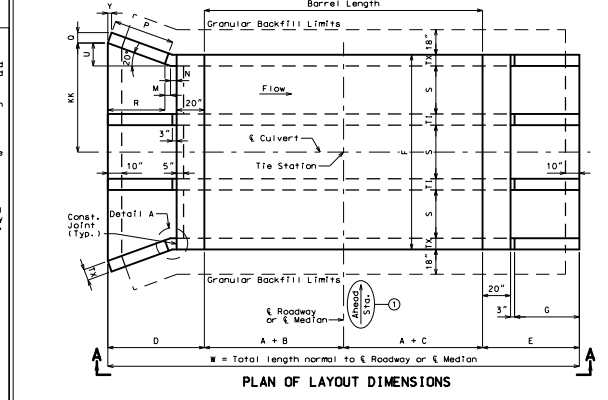 Barrel Length
Y
P
Granular Backfill Limits
Q
U
20°
18"
TX
N
M
KK
R
20"
Flow
S
TI
3"
℄ Culvert
F
S
Tie Station
10"
5"
10"
TI
S
Const.
Joint
(Typ.)
Detail A
TX
18"
XT
Granular Backfill Limits
20"
℄ Roadway
or ℄ Median
Ahead
Sta.
1
3"
G
D
A + B
A + C
E
A
W = Total length normal to ℄ Roadway or ℄ Median
A
PLAN OF LAYOUT DIMENSIONS